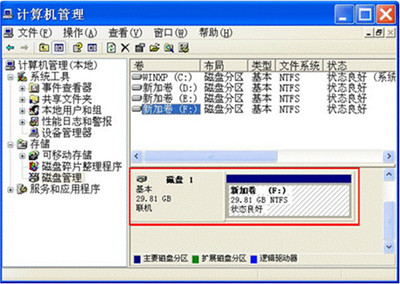 计算机管理
文件(F) 操作(A) 查看(V) 窗口(W) 帮助(H)
计算机管理(本地)
系统工具
事件查看器
共享文件夹
本地用户和组
性能日志和警报
设备管理器
存储
可移动存储
磁盘碎片整理程序
磁盘管理
服务和应用程序
卷 布局 类型 文件系统 状态
WINXP (C:) 磁盘分区 基本 NTFS 状态良好 (系统
新加卷 (D:) 磁盘分区 基本 NTFS 状态良好
新加卷 (E:) 磁盘分区 基本 NTFS 状态良好
新加卷 (F:) 磁盘分区 基本 NTFS 状态良好
磁盘 1
基本
29.81 GB
联机
新加卷 (F:)
29.81 GB NTFS
状态良好
主要磁盘分区 扩展磁盘分区 逻辑驱动器